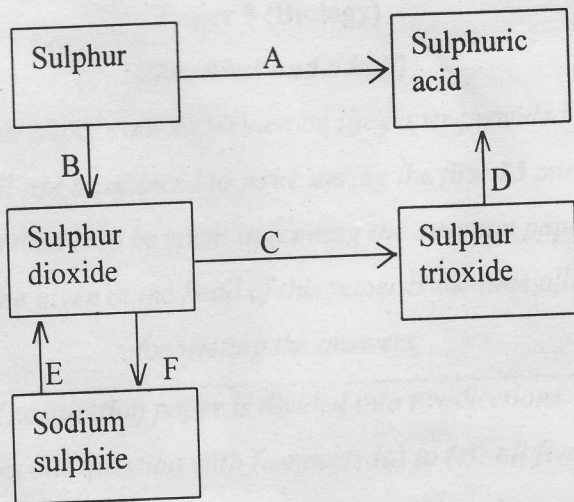 Sulphur
A
Sulphuric
acid
B
D
Sulphur
dioxide
C
Sulphur
trioxide
E
F
Sodium
sulphite